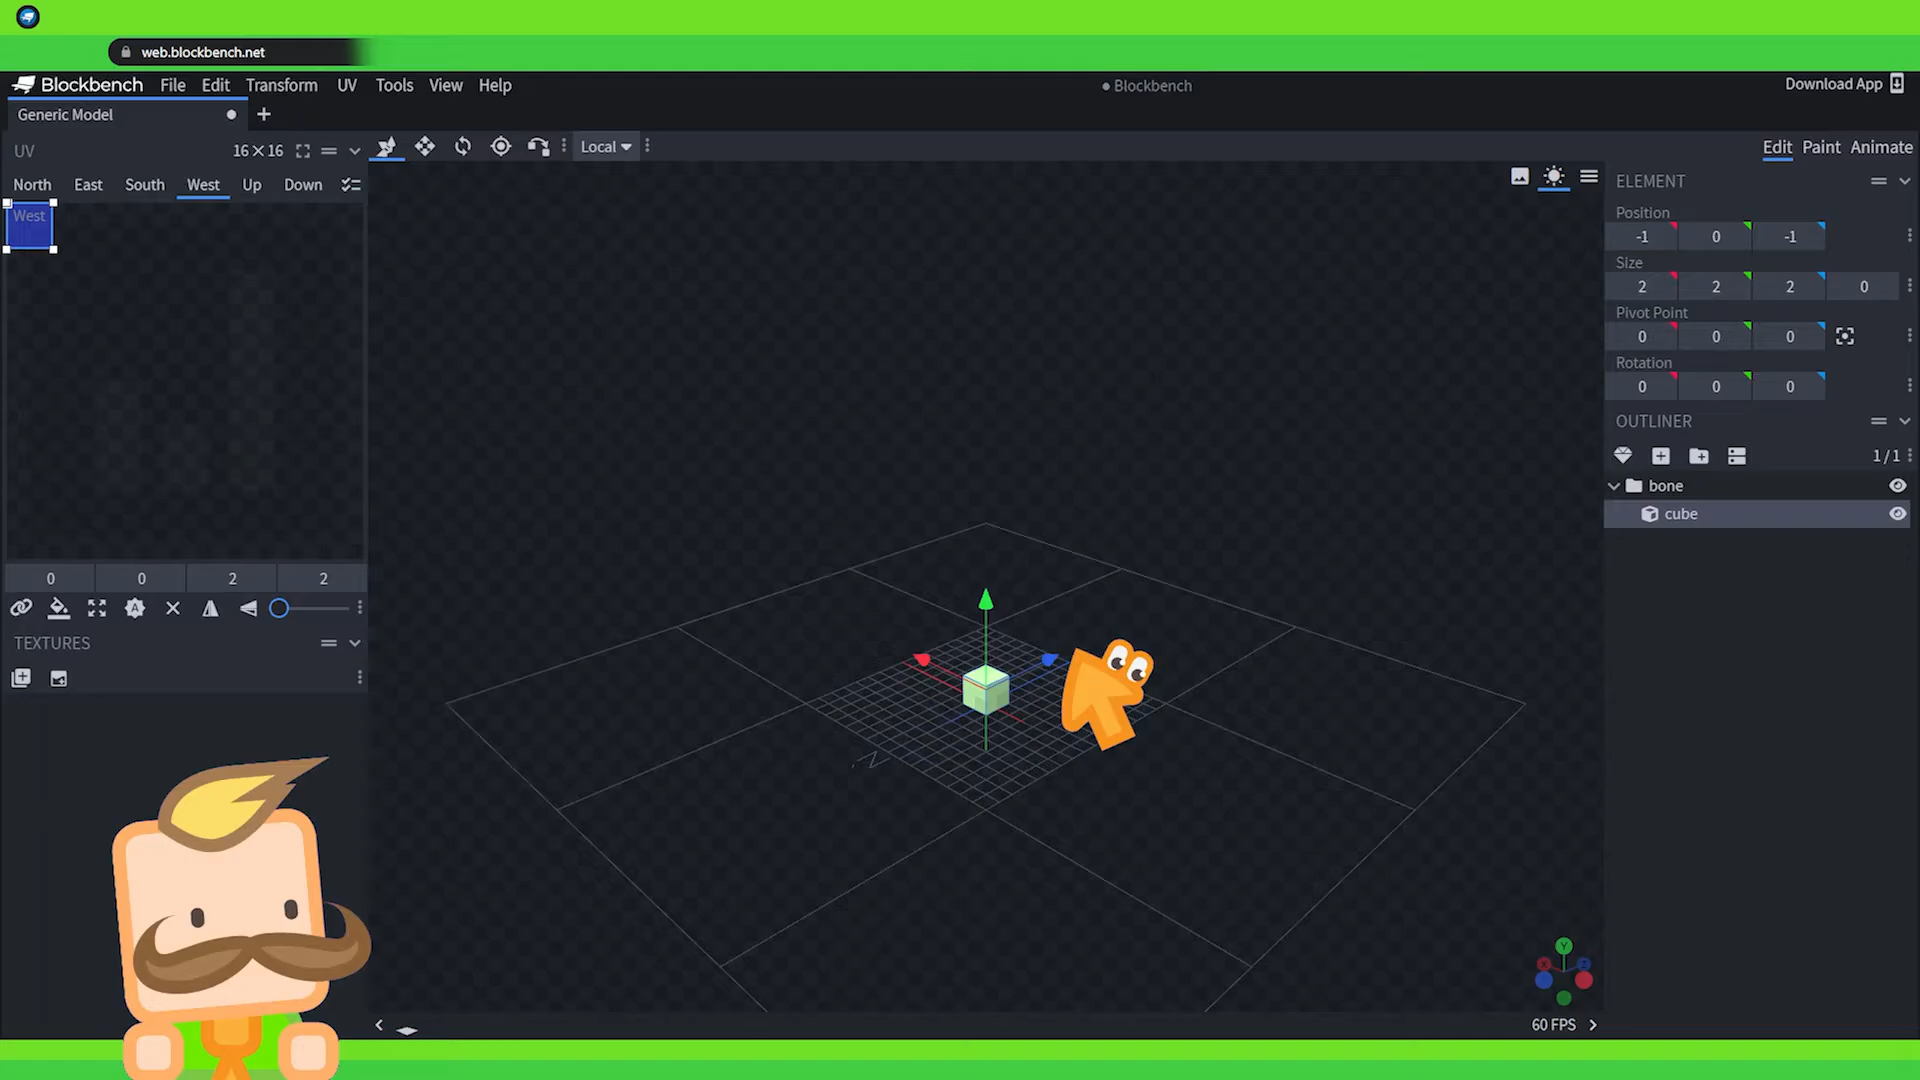 web.blockbench.net
Blockbench File Edit Transform UV Tools View Help
Blockbench
Download App
Generic Model
UV 16×16
Local
Edit Paint Animate
North East South West Up Down
West
ELEMENT
Position
-1 0 -1
Size
2 2 2 0
Pivot Point
0 0 0
Rotation
0 0 0
OUTLINER
1/1
bone
cube
0 0 2 2
TEXTURES
N
Y
X
Z
60 FPS